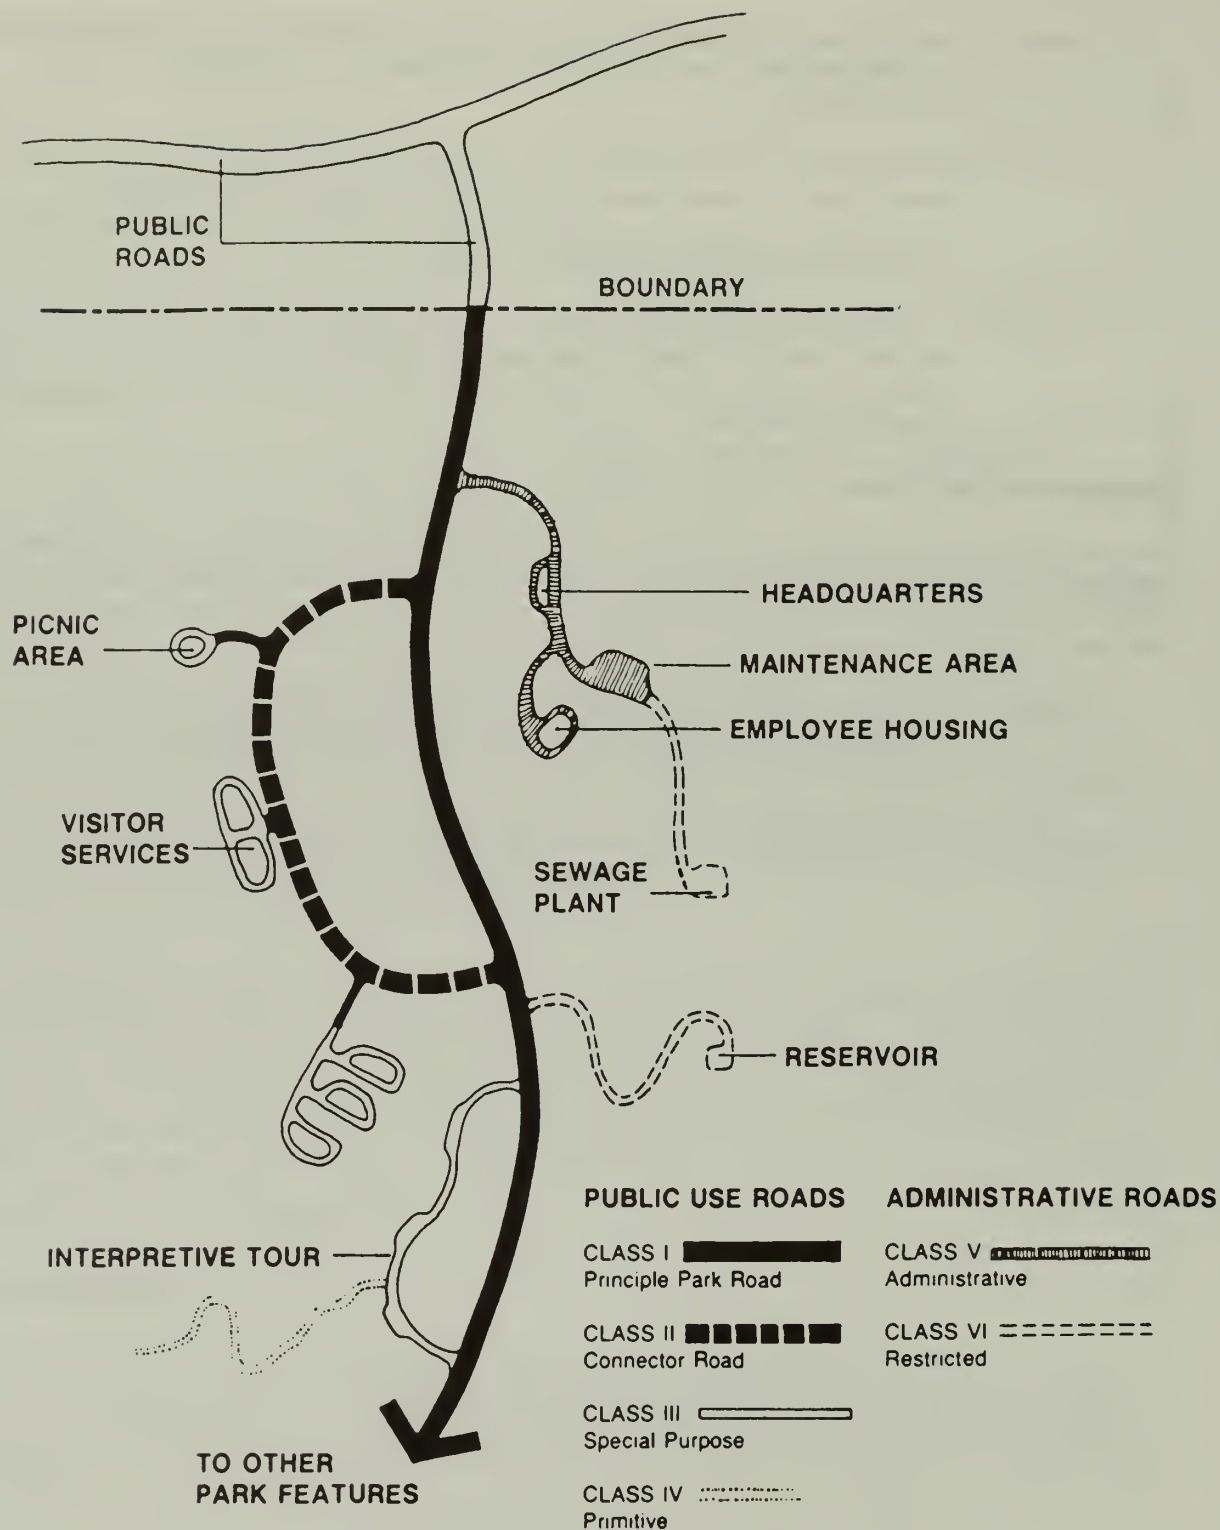 PUBLIC
ROADS
BOUNDARY
HEADQUARTERS
PICNIC
AREA
MAINTENANCE AREA
EMPLOYEE HOUSING
VISITOR
SERVICES
SEWAGE
PLANT
RESERVOIR
INTERPRETIVE TOUR
TO OTHER
PARK FEATURES
PUBLIC USE ROADS
CLASS I
Principle Park Road
CLASS II
Connector Road
CLASS III
Special Purpose
CLASS IV
Primitive
ADMINISTRATIVE ROADS
CLASS V
Administrative
CLASS VI
Restricted